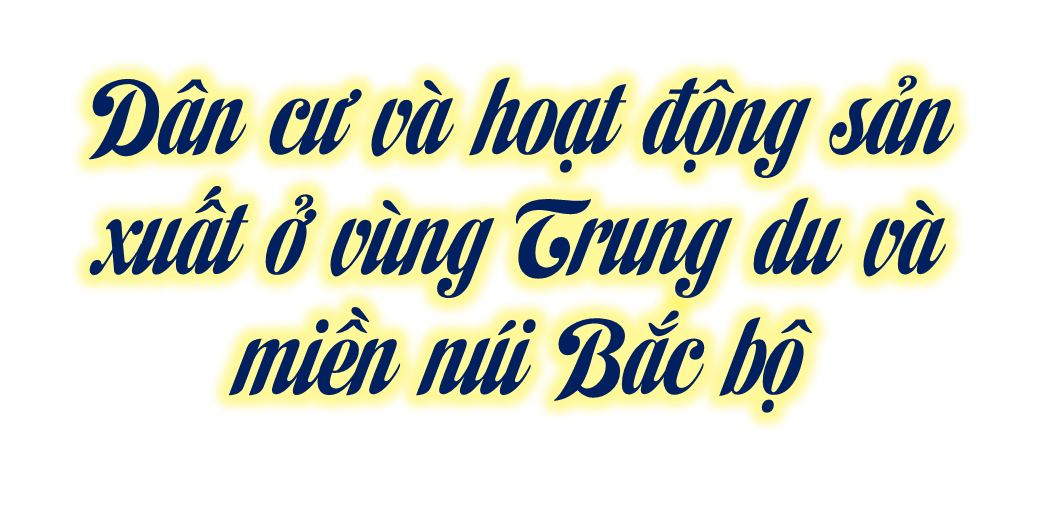 Dân cư và hoạt động sản
xuất ở vùng Trung du và
miền núi Bắc bộ